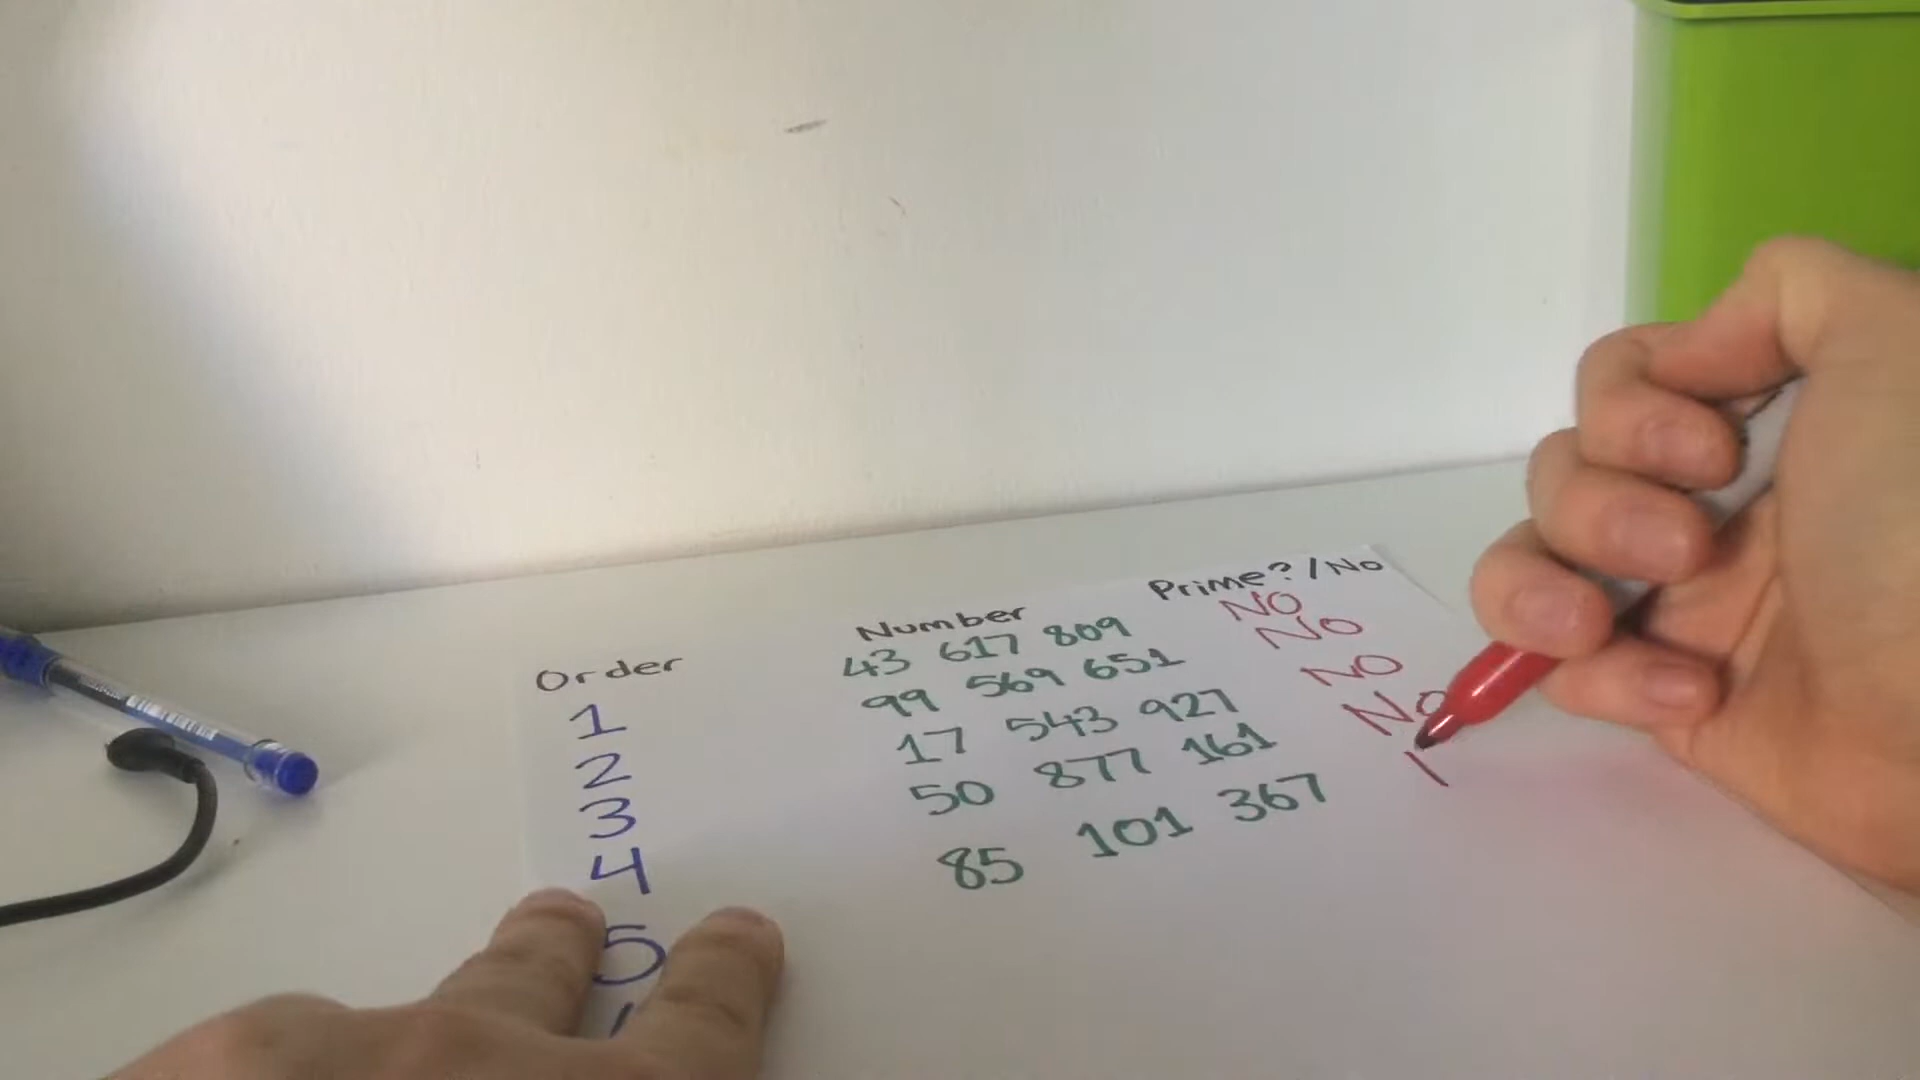 Order Number Prime?/No
1 43 617 809 NO
2 99 569 651 NO
3 17 543 927 NO
4 50 877 161 NO
5 85 101 367